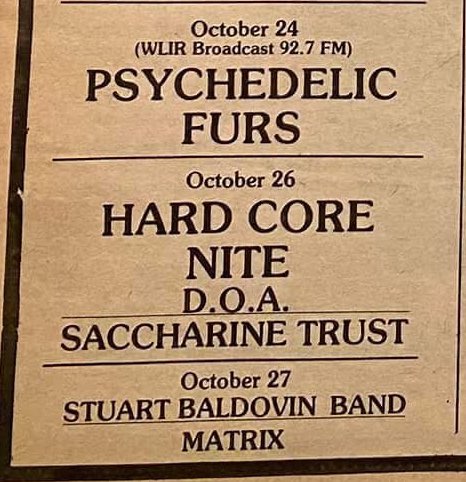 October 24
(WLIR Broadcast 92.7 FM)
PSYCHEDELIC
FURS
October 26
HARD CORE
NITE
D.O.A.
SACCHARINE TRUST
October 27
STUART BALDOVIN BAND
MATRIX